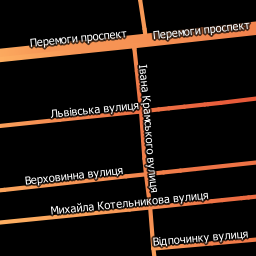 Перемоги проспект
Перемоги проспект
Івана Крамського вулиця
Львівська вулиця
Верховинна вулиця
Михайла Котельникова вулиця
Відпочинку вулиця